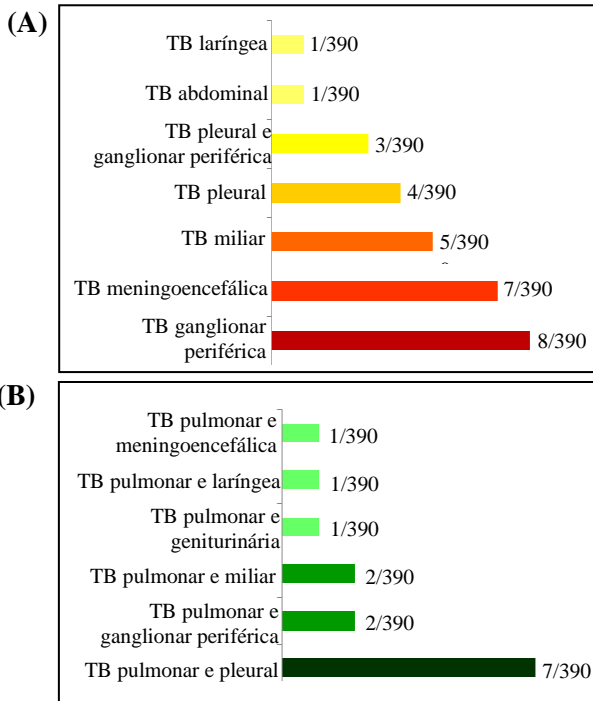 (A)
TB laríngea 1/390
TB abdominal 1/390
TB pleural e
ganglionar periférica 3/390
TB pleural 4/390
TB miliar 5/390
TB meningoencefálica 7/390
TB ganglionar
periférica 8/390
(B)
TB pulmonar e
meningoencefálica 1/390
TB pulmonar e laríngea 1/390
TB pulmonar e
geniturinária 1/390
TB pulmonar e miliar 2/390
TB pulmonar e
ganglionar periférica 2/390
TB pulmonar e pleural 7/390